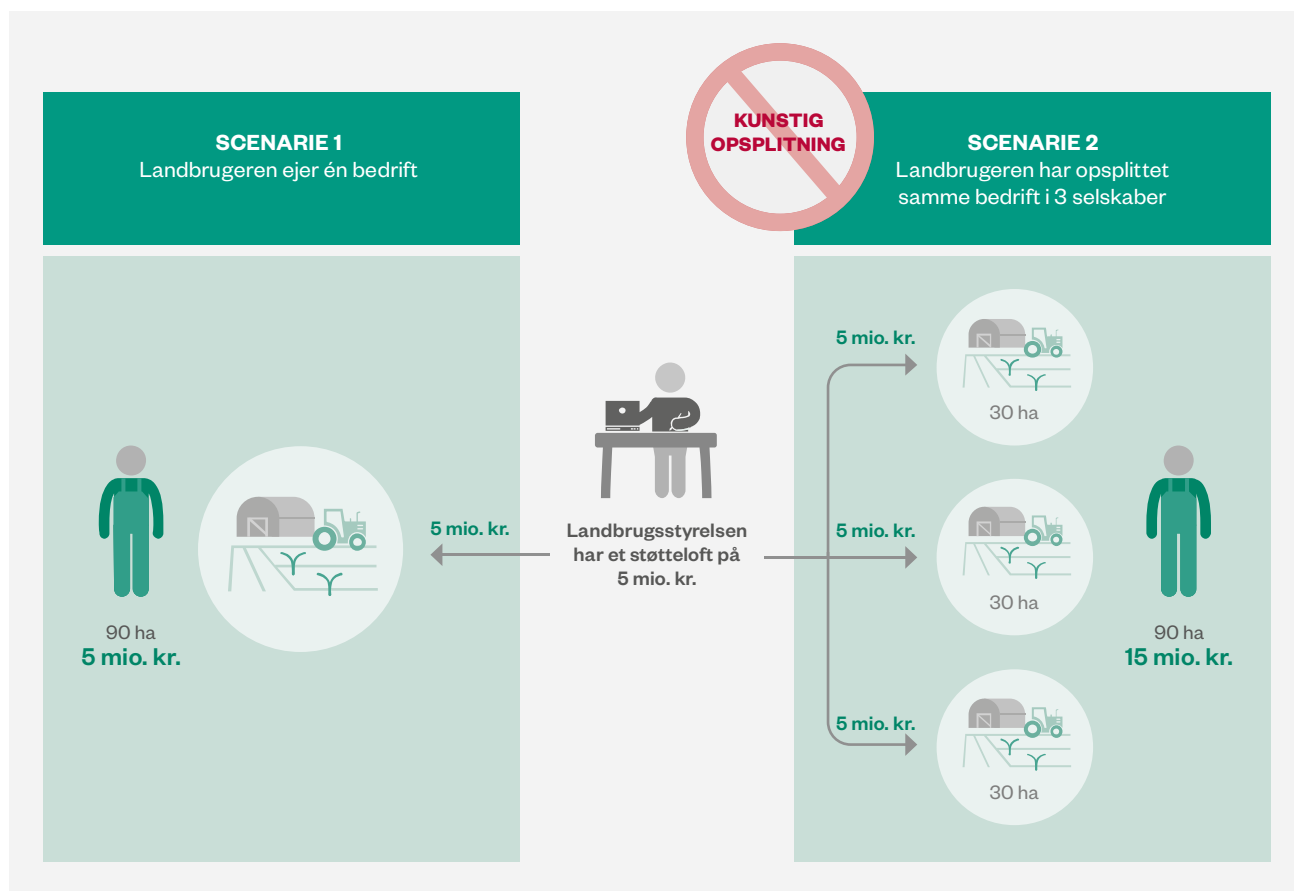 SCENARIE 1
Landbrugeren ejer én bedrift
KUNSTIG
OPSPLITNING
SCENARIE 2
Landbrugeren har opsplittet
samme bedrift i 3 selskaber
90 ha
5 mio. kr.
5 mio. kr.
Landbrugsstyrelsen
har et støtteloft på
5 mio. kr.
5 mio. kr.
30 ha
5 mio. kr.
30 ha
5 mio. kr.
30 ha
90 ha
15 mio. kr.